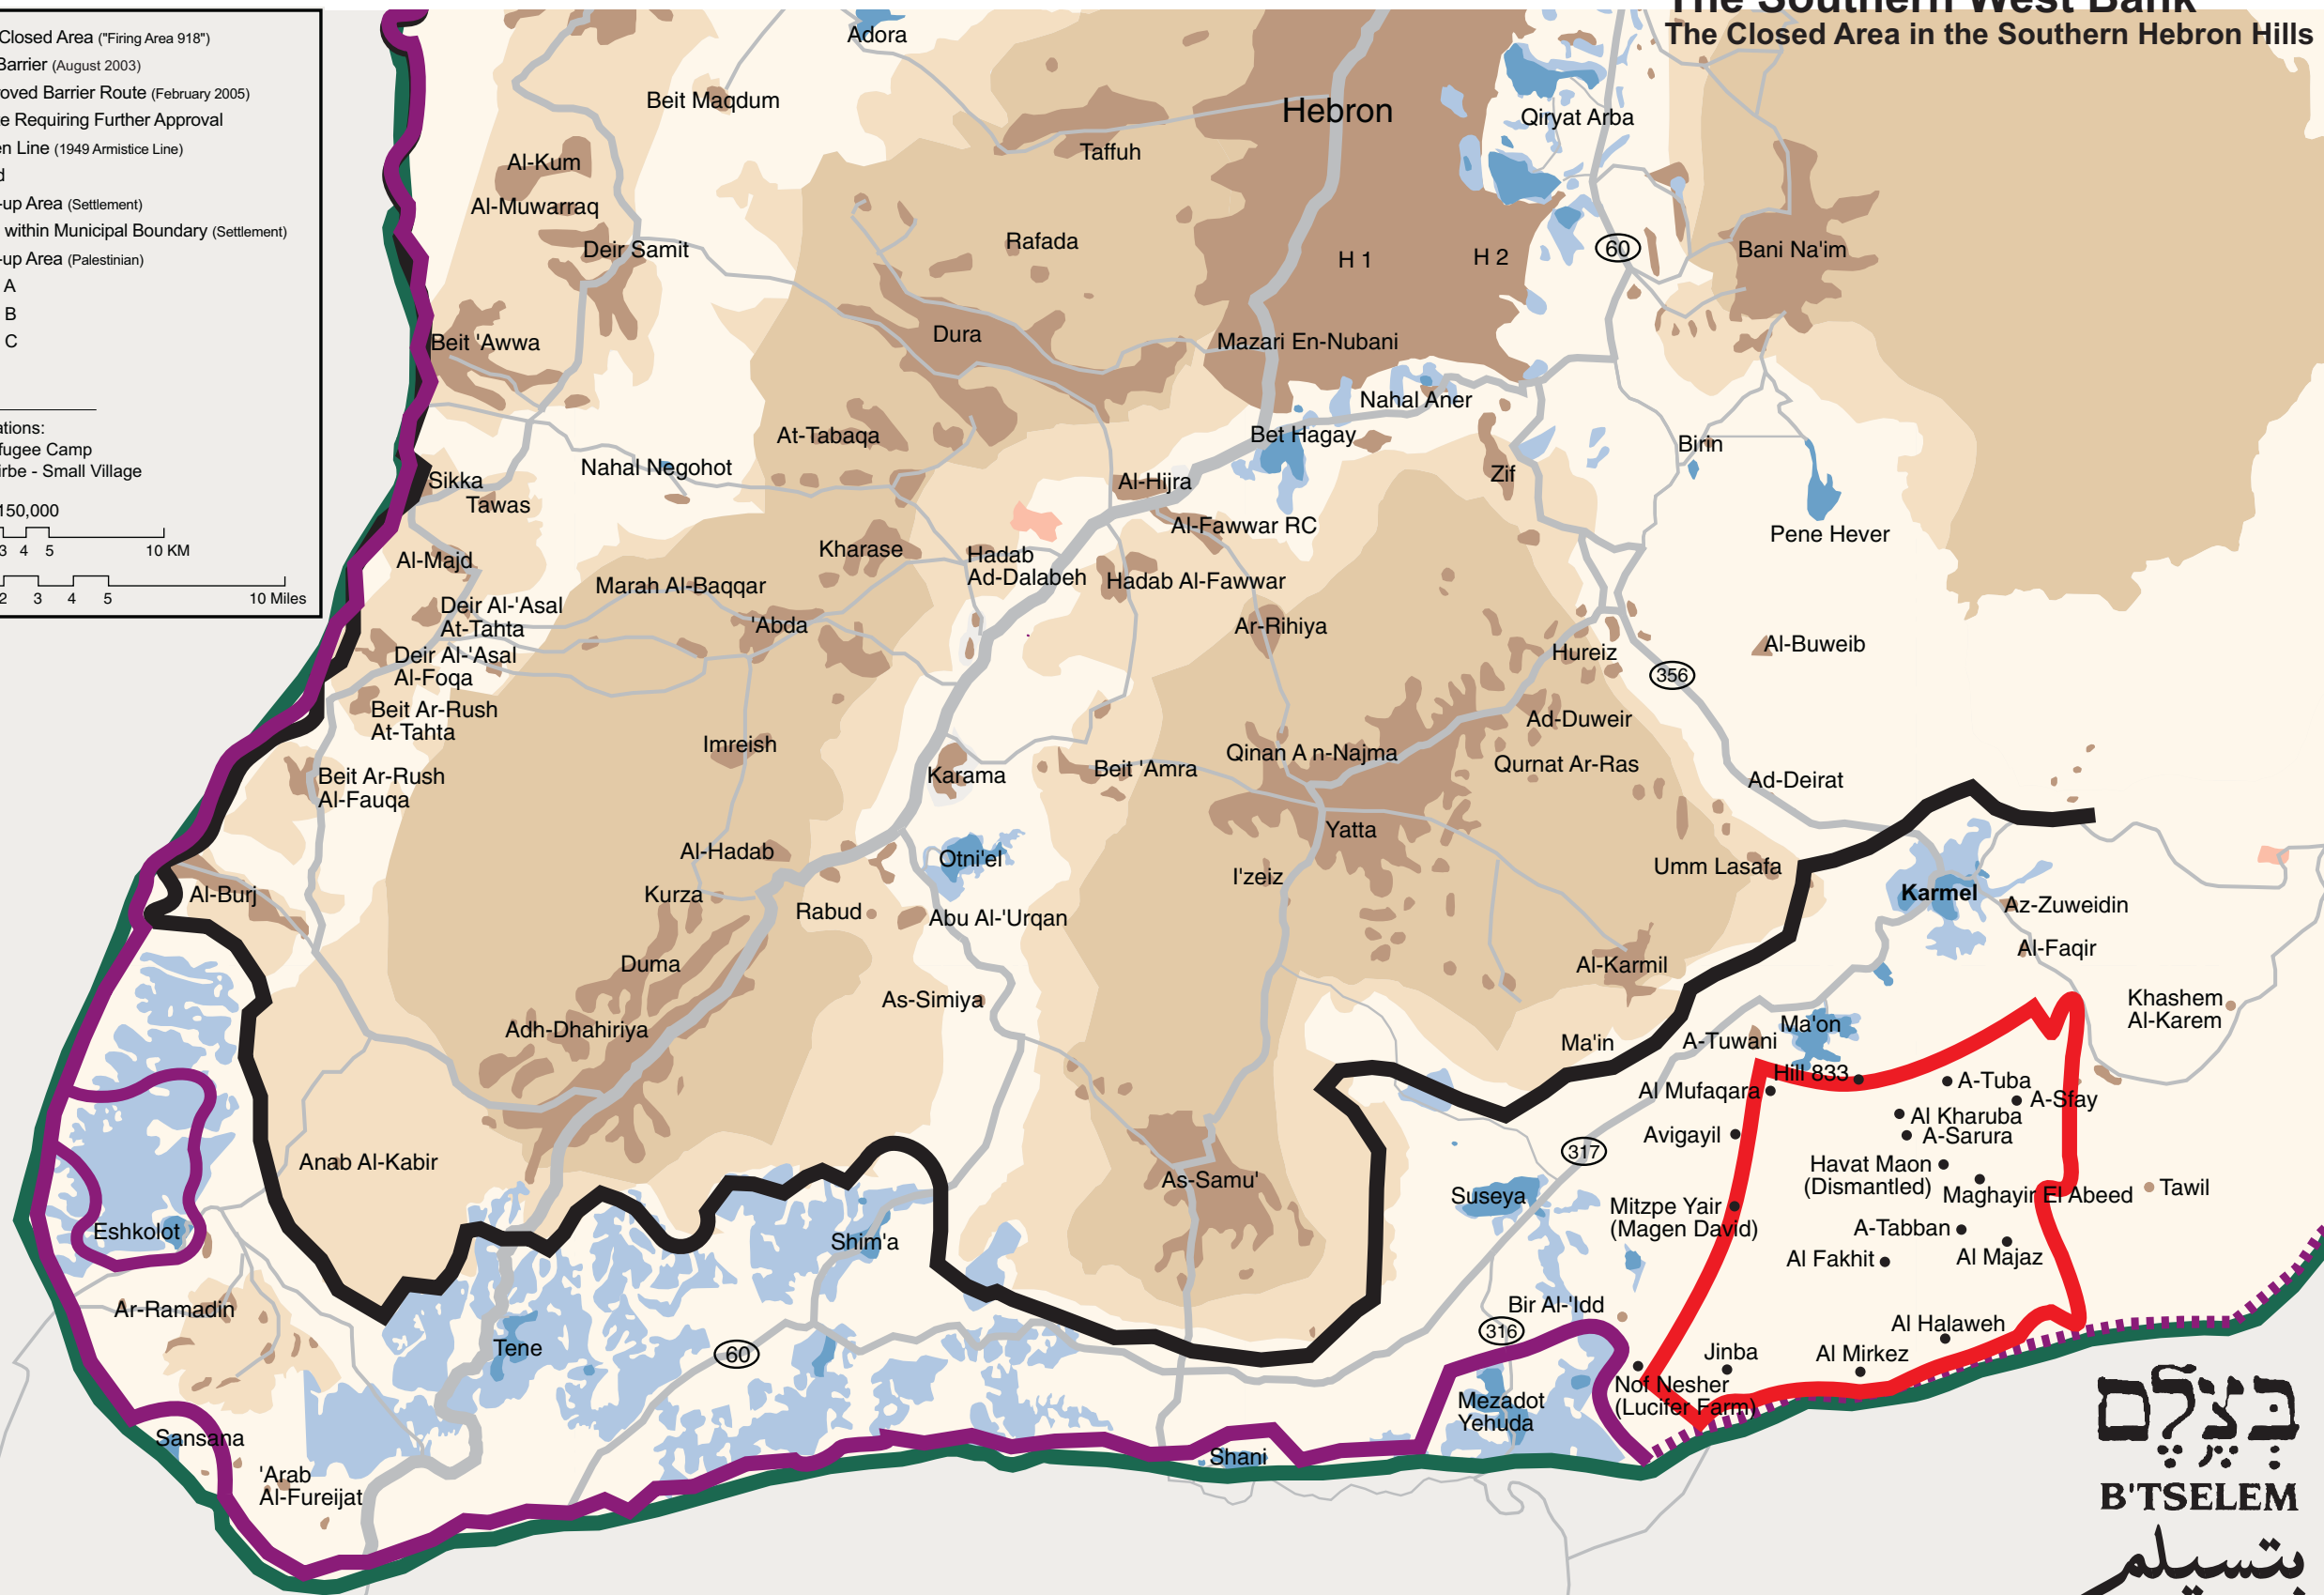 The Southern West Bank
The Closed Area in the Southern Hebron Hills
Closed Area ("Firing Area 918")
Barrier (August 2003)
oved Barrier Route (February 2005)
e Requiring Further Approval
en Line (1949 Armistice Line)
d
-up Area (Settlement)
within Municipal Boundary (Settlement)
-up Area (Palestinian)
A
B
C
ations:
fugee Camp
irbe - Small Village
150,000
3 4 5 10 KM
2 3 4 5 10 Miles
Adora
Beit Maqdum
Hebron
Qiryat Arba
Taffuh
Al-Kum
Al-Muwarraq
Deir Samit
Rafada
H 1
H 2
60
Bani Na'im
Beit 'Awwa
Dura
Mazari En-Nubani
Nahal Aner
At-Tabaqa
Bet Hagay
Birin
Nahal Negohot
Sikka
Tawas
Al-Hijra
Zif
Al-Fawwar RC
Pene Hever
Al-Majd
Kharase
Hadab
Ad-Dalabeh
Hadab Al-Fawwar
Marah Al-Baqqar
Deir Al-'Asal
At-Tahta
'Abda
Ar-Rihiya
Al-Buweib
Hureiz
Deir Al-'Asal
Al-Foqa
356
Beit Ar-Rush
At-Tahta
Ad-Duweir
Imreish
Qinan A n-Najma
Qurnat Ar-Ras
Beit Ar-Rush
Al-Fauqa
Karama
Beit 'Amra
Ad-Deirat
Yatta
Al-Hadab
Otni'el
I'zeiz
Umm Lasafa
Al-Burj
Kurza
Rabud
Abu Al-'Urqan
Karmel
Az-Zuweidin
Al-Faqir
Duma
Al-Karmil
As-Simiya
Khashem
Al-Karem
Adh-Dhahiriya
Ma'in
A-Tuwani
Ma'on
Al Mufaqara
Hill 833
A-Tuba
A-Sfay
Al Kharuba
Avigayil
A-Sarura
317
Anab Al-Kabir
Havat Maon
(Dismantled)
As-Samu'
Suseya
Maghayir El Abeed
Tawil
Mitzpe Yair
(Magen David)
Eshkolot
Shim'a
A-Tabban
Al Fakhit
Al Majaz
Ar-Ramadin
Bir Al-'Idd
316
Al Halaweh
Tene
60
Jinba
Al Mirkez
Nof Nesher
(Lucifer Farm)
Mezadot
Yehuda
Sansana
Shani
'Arab
Al-Fureijat
בְּצֶלֶם
B'TSELEM
بتسيلم